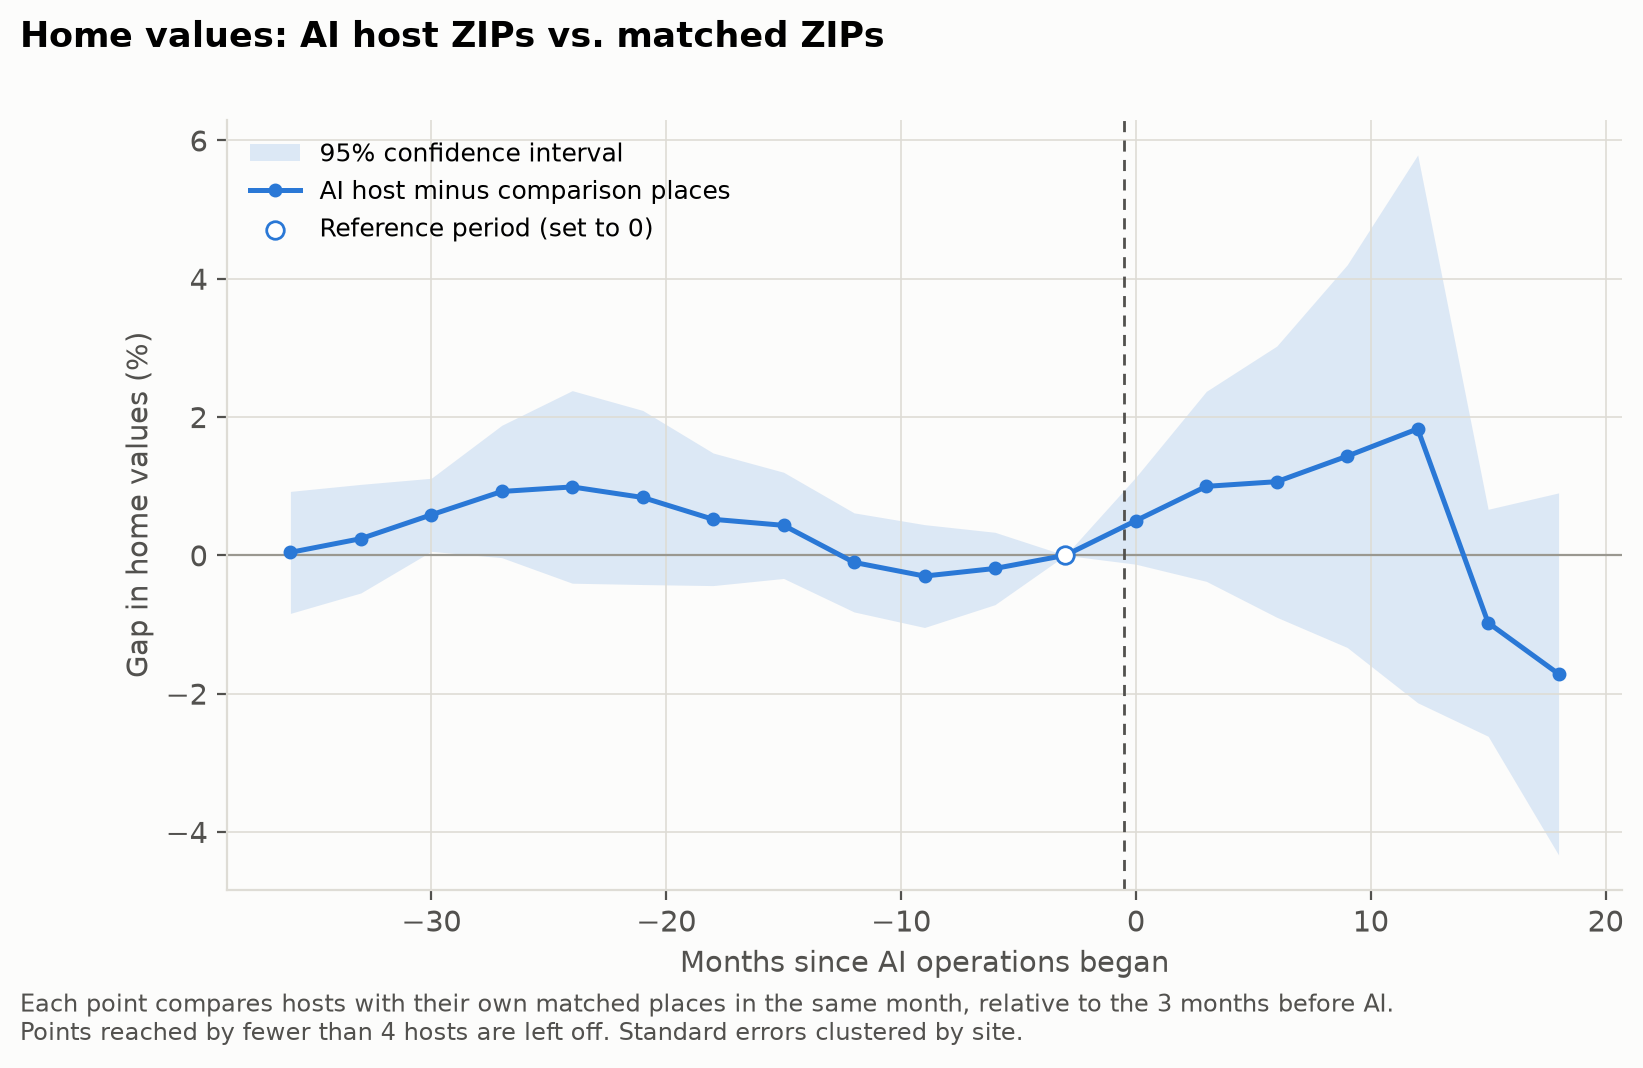 Home values: AI host ZIPs vs. matched ZIPs
95% confidence interval
AI host minus comparison places
Reference period (set to 0)
Gap in home values (%)
6
4
2
0
−2
−4
−30
−20
−10
0
10
20
Months since AI operations began
Each point compares hosts with their own matched places in the same month, relative to the 3 months before AI.
Points reached by fewer than 4 hosts are left off. Standard errors clustered by site.